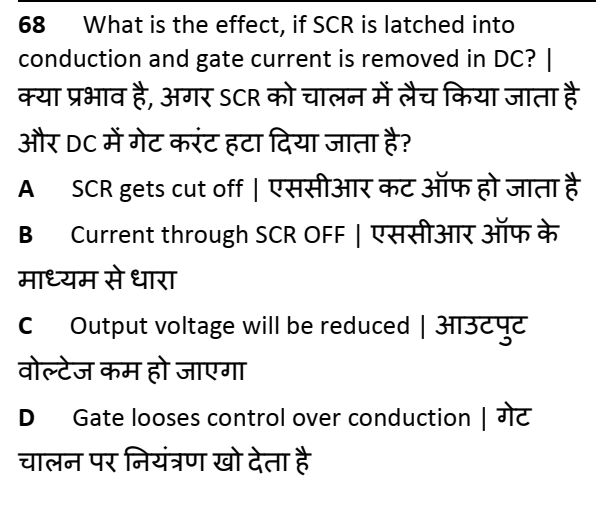 68 What is the effect, if SCR is latched into
conduction and gate current is removed in DC? |
क्या प्रभाव है, अगर SCR को चालन में लैच किया जाता है
और DC में गेट करंट हटा दिया जाता है?
A SCR gets cut off | एससीआर कट ऑफ हो जाता है
B Current through SCR OFF | एससीआर ऑफ के
माध्यम से धारा
C Output voltage will be reduced | आउटपुट
वोल्टेज कम हो जाएगा
D Gate looses control over conduction | गेट
चालन पर नियंत्रण खो देता है